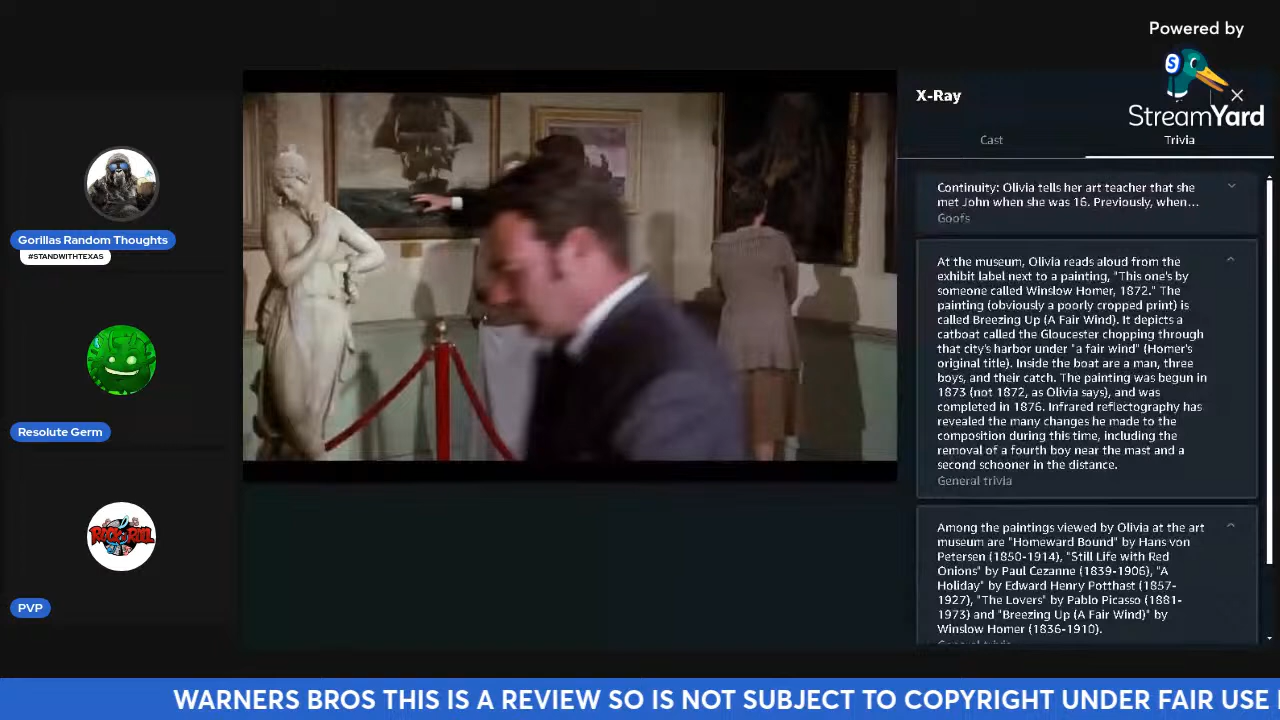 Powered by
StreamYard
X-Ray
Cast
Trivia
Continuity: Olivia tells her art teacher that she
met John when she was 16. Previously, when...
Goofs
At the museum, Olivia reads aloud from the
exhibit label next to a painting, "This one's by
someone called Winslow Homer, 1872." The
painting (obviously a poorly cropped print) is
called Breezing Up (A Fair Wind). It depicts a
catboat called the Gloucester chopping through
that city's harbor under "a fair wind" (Homer's
original title). Inside the boat are a man, three
boys, and their catch. The painting was begun in
1873 (not 1872, as Olivia says), and was
completed in 1876. Infrared reflectography has
revealed the many changes he made to the
composition during this time, including the
removal of a fourth boy near the mast and a
second schooner in the distance.
General trivia
Among the paintings viewed by Olivia at the art
museum are "Homeward Bound" by Hans von
Petersen (1850-1914), "Still Life with Red
Onions" by Paul Cezanne (1839-1906), "A
Holiday" by Edward Henry Potthast (1857-
1927), "The Lovers" by Pablo Picasso (1881-
1973) and "Breezing Up (A Fair Wind)" by
Winslow Homer (1836-1910).
Gorillas Random Thoughts
#STANDWITHTEXAS
Resolute Germ
ROCK & ROLL
PVP
WARNERS BROS THIS IS A REVIEW SO IS NOT SUBJECT TO COPYRIGHT UNDER FAIR USE